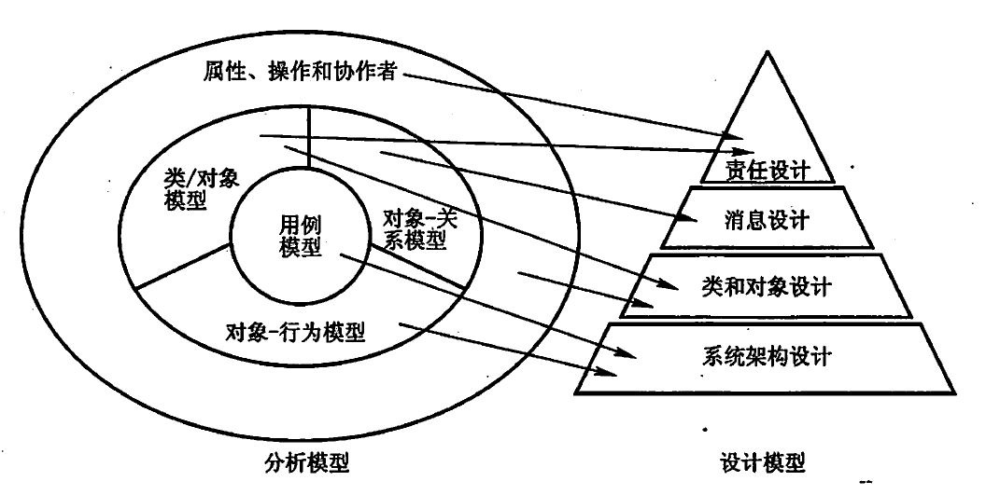 属性、操作和协作者
类/对象
模型
用例
模型
对象-关
系模型
对象-行为模型
分析模型
责任设计
消息设计
类和对象设计
系统架构设计
设计模型